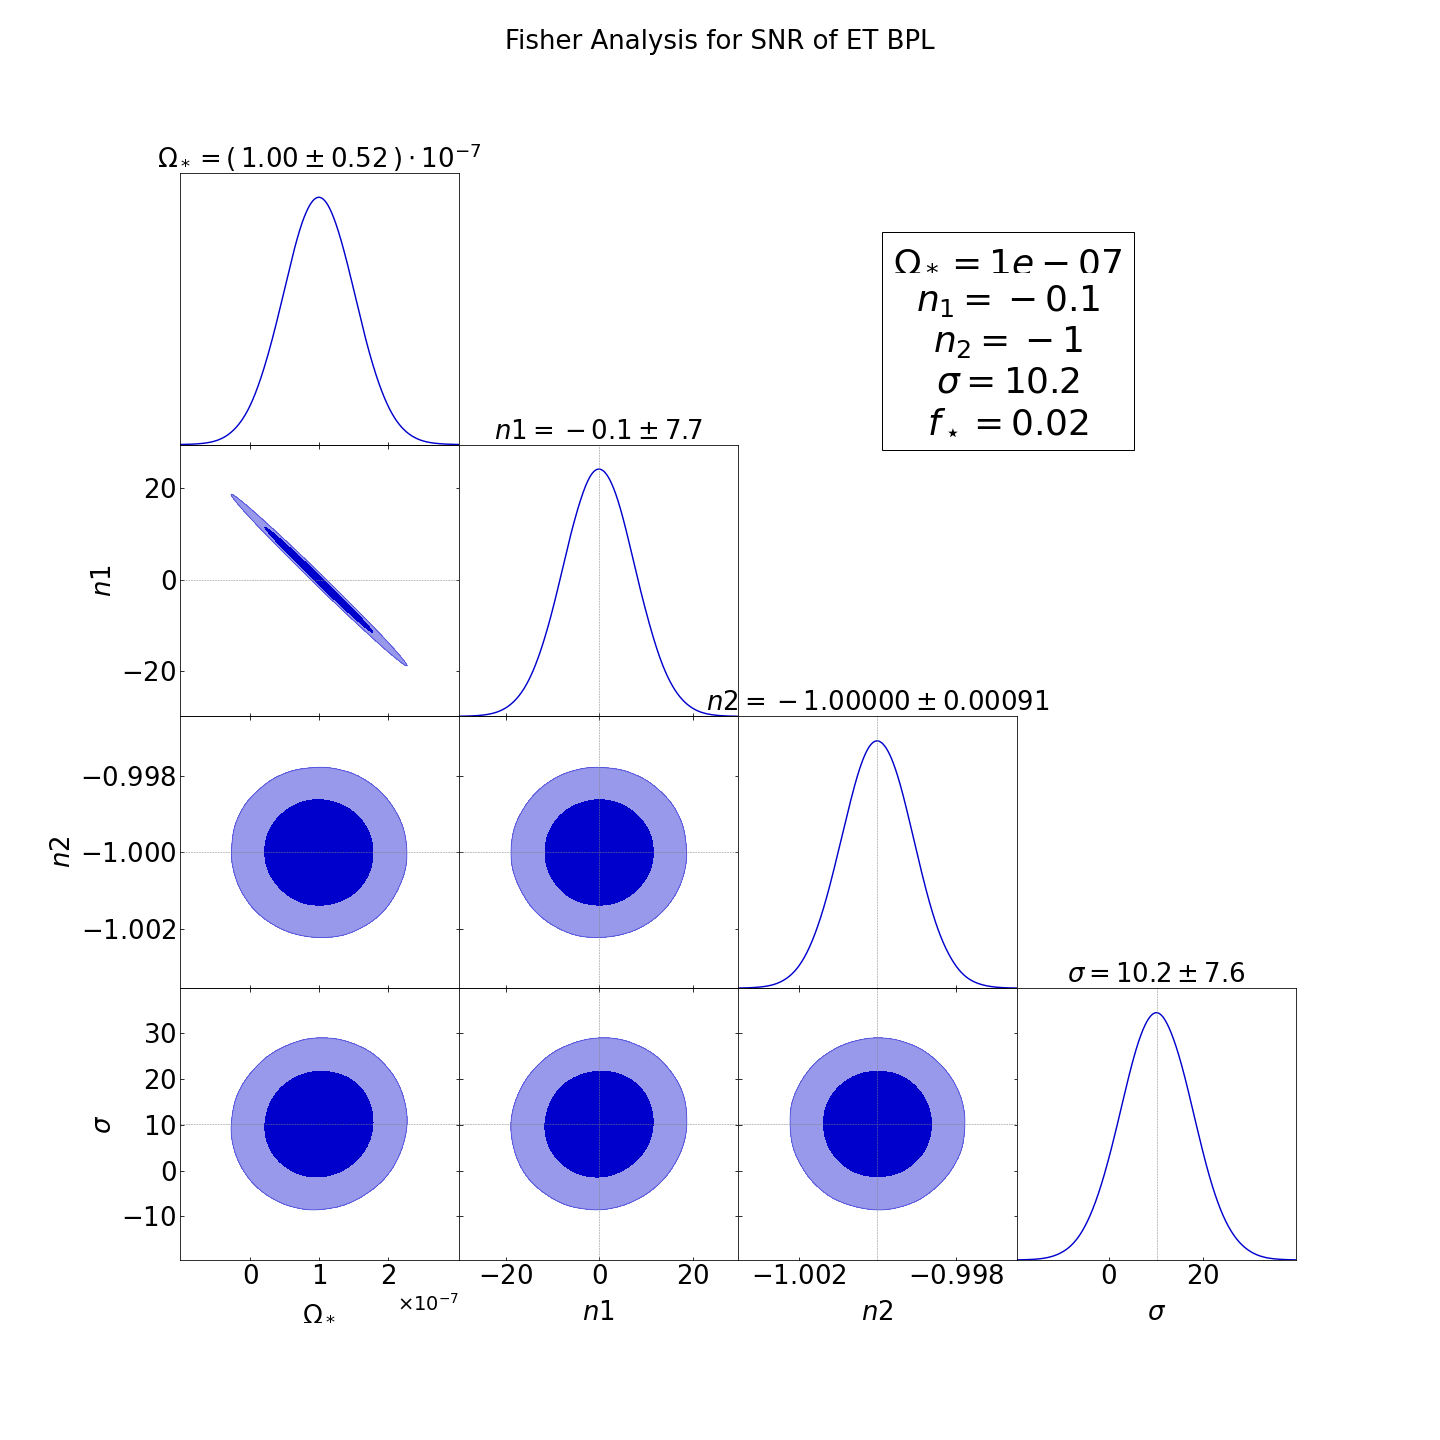 Fisher Analysis for SNR of ET BPL
Ω* = ( 1.00 ± 0.52 ) · 10⁻⁷
Ω* = 1e − 07
n₁ = −0.1
n₂ = −1
σ = 10.2
f⋆ = 0.02
n1 = −0.1 ± 7.7
20
0
−20
n1
n2 = −1.00000 ± 0.00091
−0.998
−1.000
−1.002
n2
σ = 10.2 ± 7.6
30
20
10
0
−10
σ
0 1 2
×10⁻⁷
Ω*
−20 0 20
n1
−1.002 −0.998
n2
0 20
σ